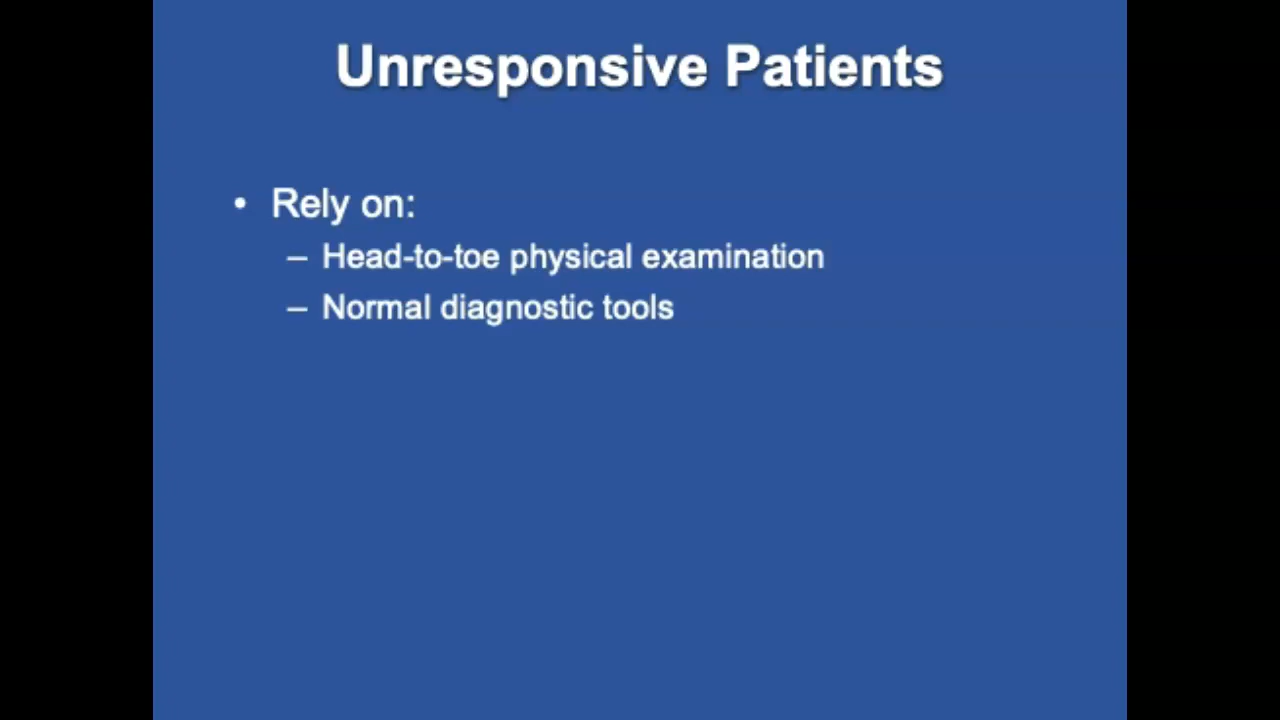 Unresponsive Patients
• Rely on:
– Head-to-toe physical examination
– Normal diagnostic tools